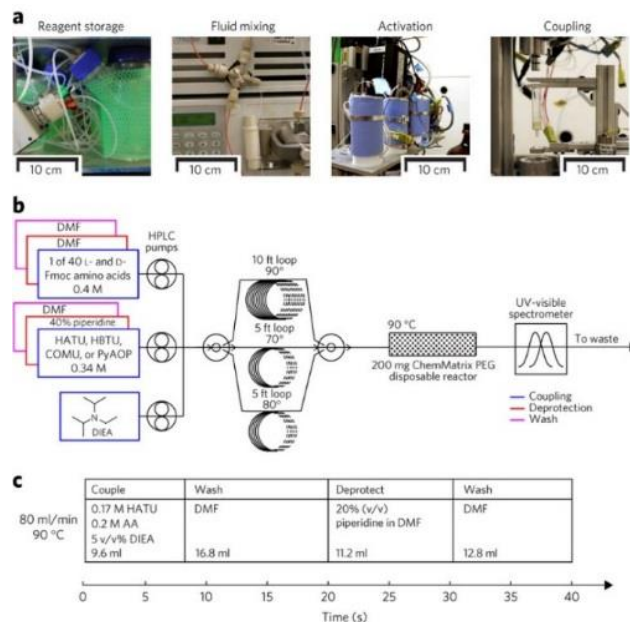 a
Reagent storage
Fluid mixing
Activation
Coupling
10 cm
10 cm
10 cm
10 cm
b
DMF
DMF
1 of 40 L- and D-
Fmoc amino acids
0.4 M
HPLC
pumps
DMF
40% piperidine
HATU, HBTU,
COMU, or PyAOP
0.34 M
N
DIEA
10 ft loop
90°
5 ft loop
70°
5 ft loop
80°
90 °C
200 mg ChemMatrix PEG
disposable reactor
UV-visible
spectrometer
To waste
Coupling
Deprotection
Wash
c
80 ml/min
90 °C
Couple
0.17 M HATU
0.2 M AA
5 v/v% DIEA
9.6 ml
Wash
DMF
16.8 ml
Deprotect
20% (v/v)
piperidine in DMF
11.2 ml
Wash
DMF
12.8 ml
0 5 10 15 20 25 30 35 40
Time (s)